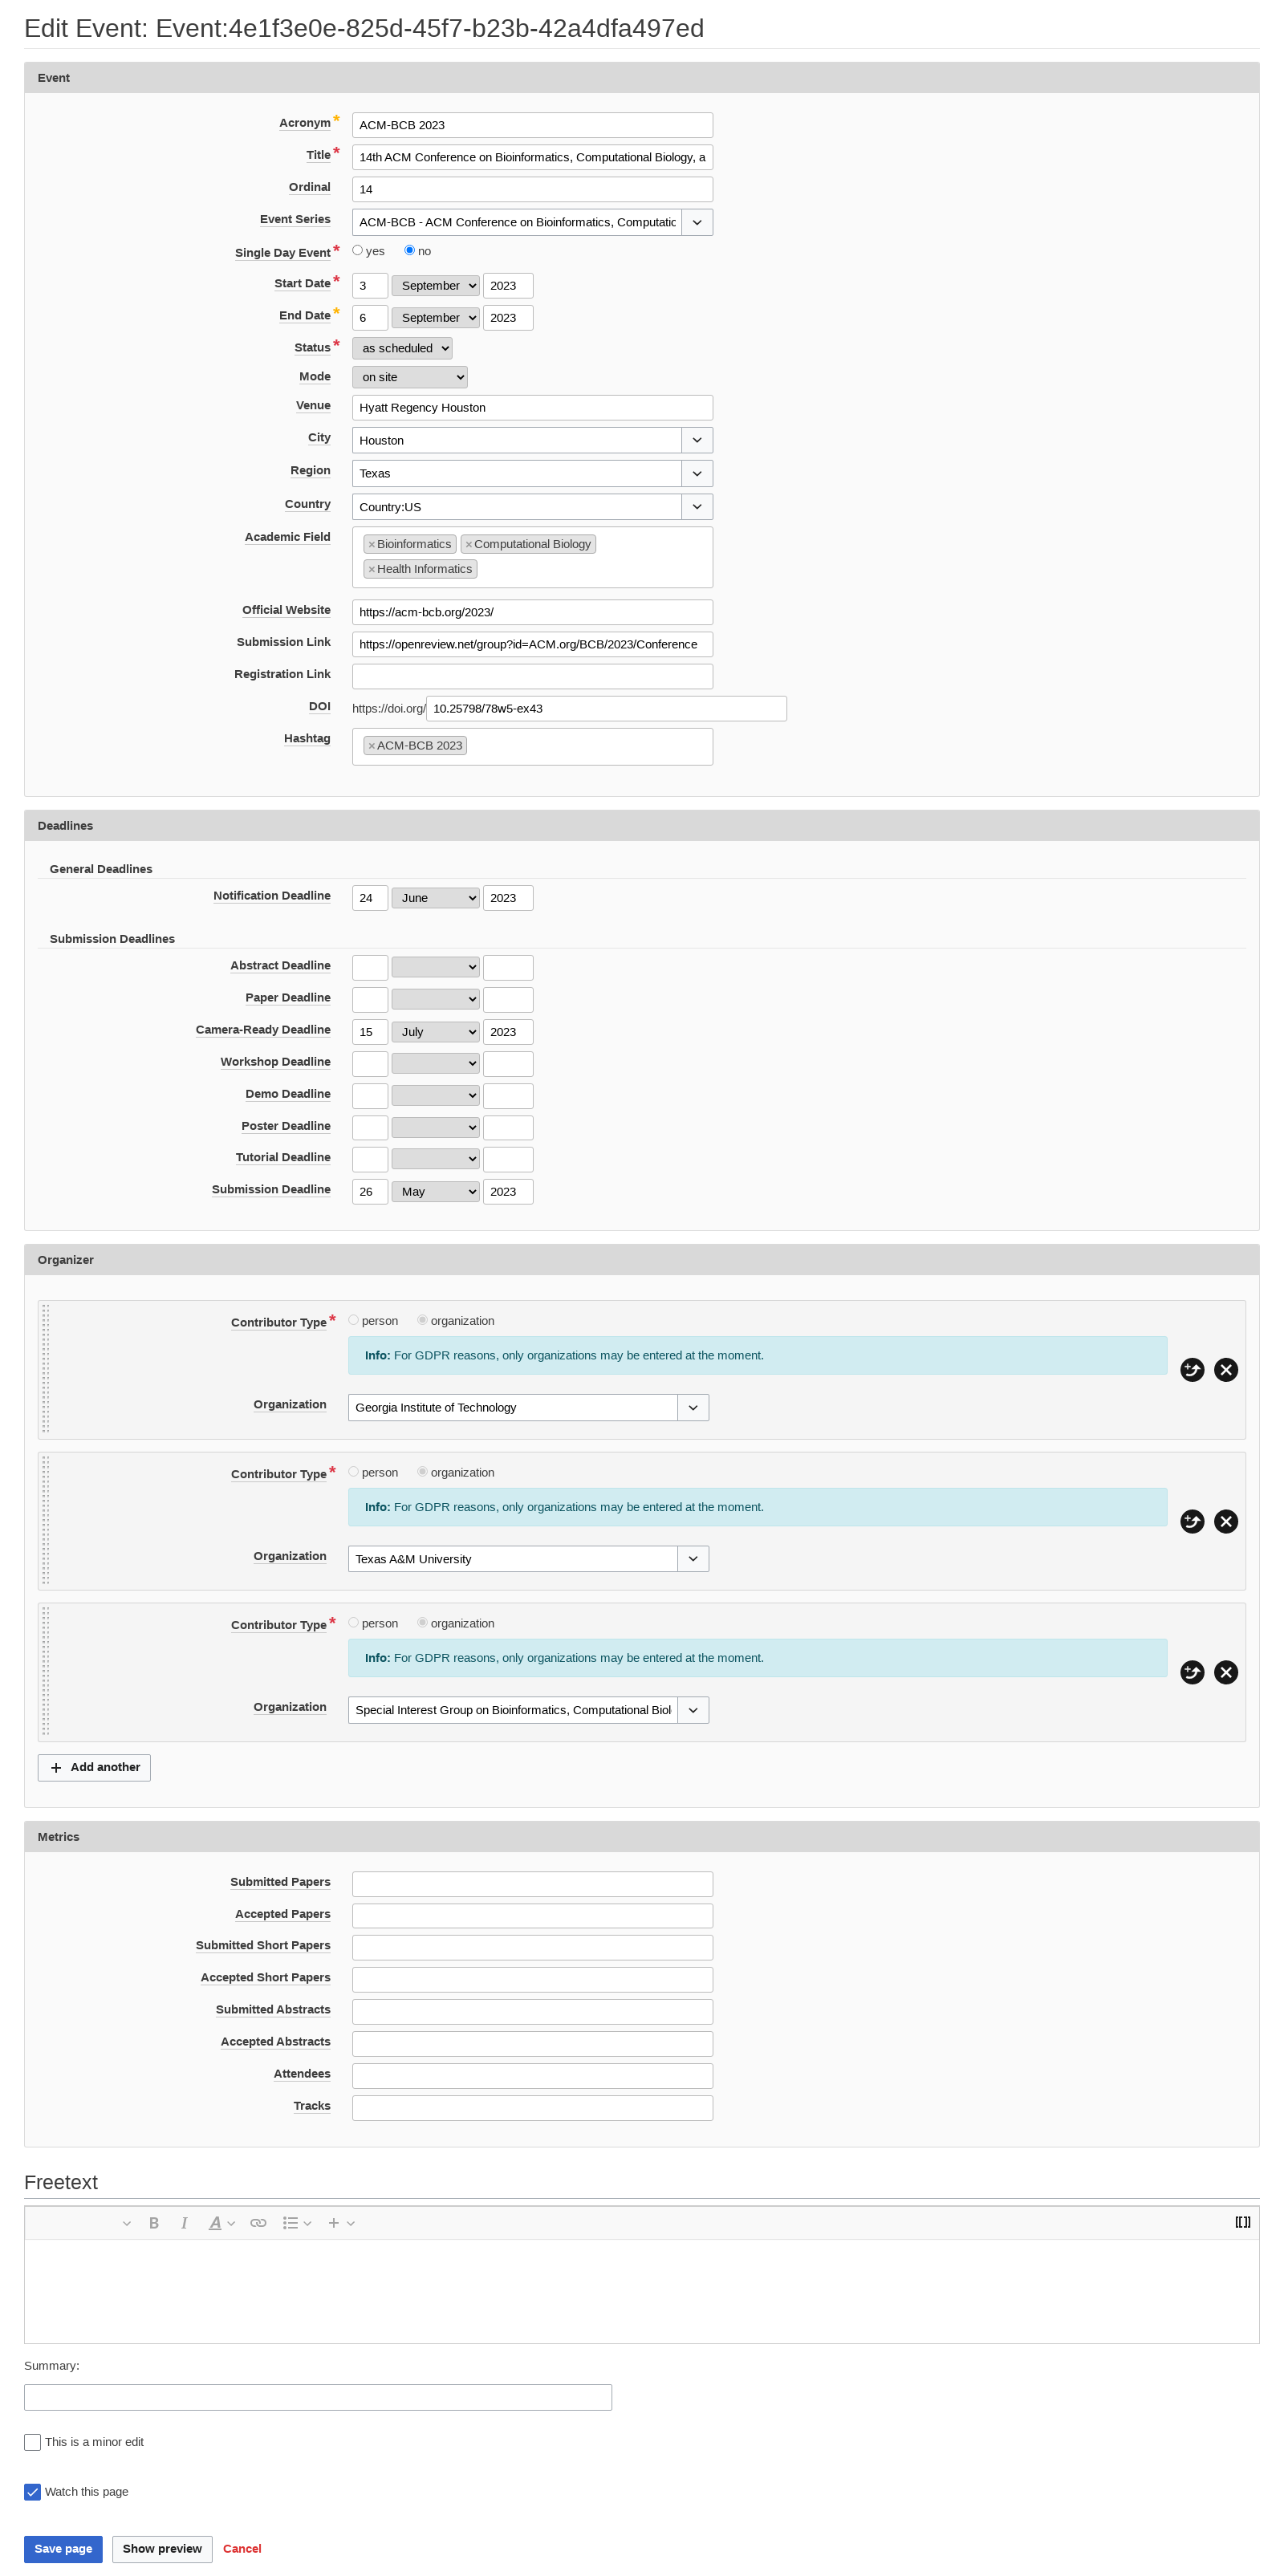 Edit Event: Event:4e1f3e0e-825d-45f7-b23b-42a4dfa497ed
Event
Acronym* ACM-BCB 2023
Title* 14th ACM Conference on Bioinformatics, Computational Biology, a
Ordinal 14
Event Series ACM-BCB - ACM Conference on Bioinformatics, Computatic
Single Day Event* yes no
Start Date* 3 September 2023
End Date* 6 September 2023
Status* as scheduled
Mode on site
Venue Hyatt Regency Houston
City Houston
Region Texas
Country Country:US
Academic Field ×Bioinformatics ×Computational Biology
×Health Informatics
Official Website https://acm-bcb.org/2023/
Submission Link https://openreview.net/group?id=ACM.org/BCB/2023/Conference
Registration Link
DOI https://doi.org/ 10.25798/78w5-ex43
Hashtag ×ACM-BCB 2023
Deadlines
General Deadlines
Notification Deadline 24 June 2023
Submission Deadlines
Abstract Deadline
Paper Deadline
Camera-Ready Deadline 15 July 2023
Workshop Deadline
Demo Deadline
Poster Deadline
Tutorial Deadline
Submission Deadline 26 May 2023
Organizer
Contributor Type* person organization
Info: For GDPR reasons, only organizations may be entered at the moment.
Organization Georgia Institute of Technology
Contributor Type* person organization
Info: For GDPR reasons, only organizations may be entered at the moment.
Organization Texas A&M University
Contributor Type* person organization
Info: For GDPR reasons, only organizations may be entered at the moment.
Organization Special Interest Group on Bioinformatics, Computational Biol
+ Add another
Metrics
Submitted Papers
Accepted Papers
Submitted Short Papers
Accepted Short Papers
Submitted Abstracts
Accepted Abstracts
Attendees
Tracks
Freetext
B I A + [[]]
Summary:
This is a minor edit
Watch this page
Save page Show preview Cancel